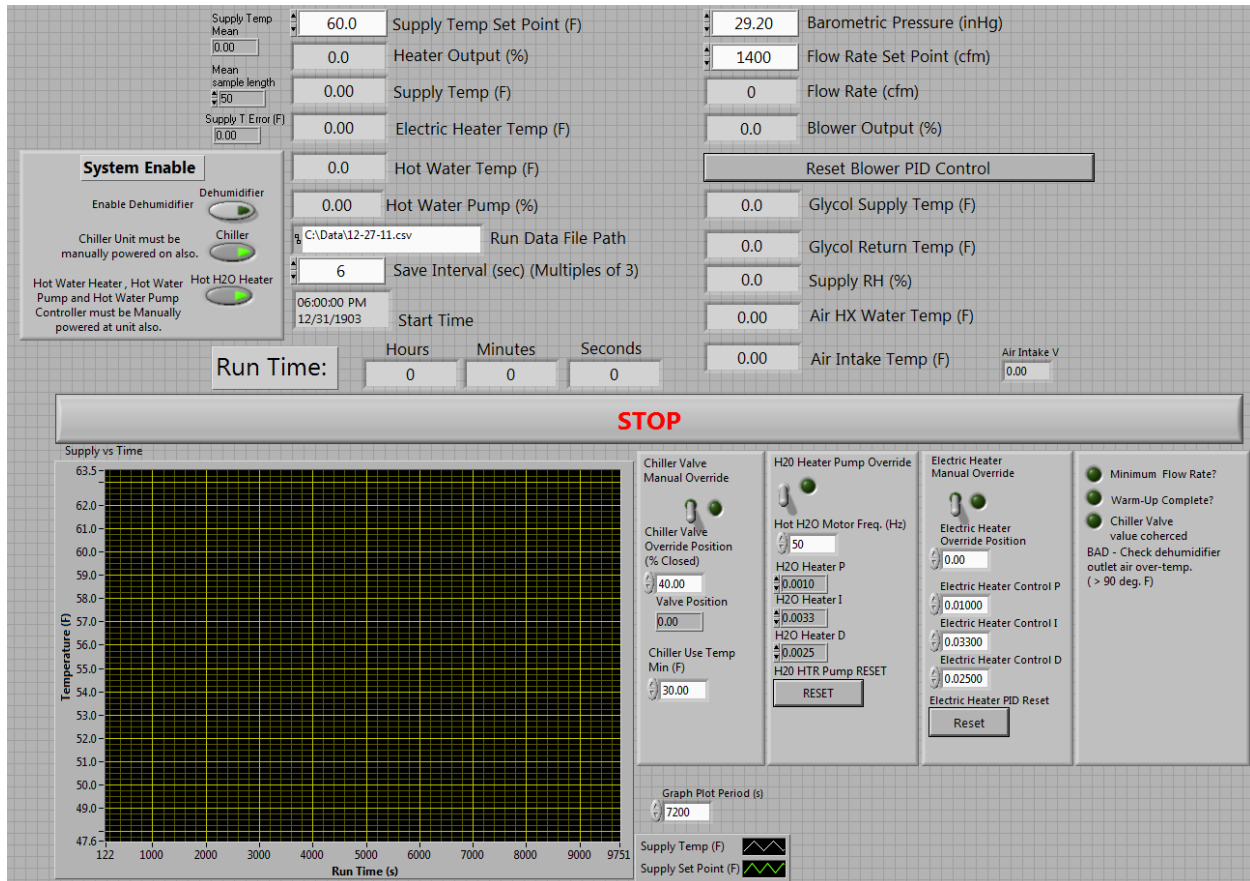 Supply Temp
Mean
0.00
Mean
sample length
50
Supply T Error (F)
0.00
60.0 Supply Temp Set Point (F)
0.0 Heater Output (%)
0.00 Supply Temp (F)
0.00 Electric Heater Temp (F)
0.0 Hot Water Temp (F)
0.00 Hot Water Pump (%)
C:\Data\12-27-11.csv Run Data File Path
6 Save Interval (sec) (Multiples of 3)
06:00:00 PM
12/31/1903
Start Time
29.20 Barometric Pressure (inHg)
1400 Flow Rate Set Point (cfm)
0 Flow Rate (cfm)
0.0 Blower Output (%)
Reset Blower PID Control
0.0 Glycol Supply Temp (F)
0.0 Glycol Return Temp (F)
0.0 Supply RH (%)
0.00 Air HX Water Temp (F)
0.00 Air Intake Temp (F)
Air Intake V
0.00
System Enable
Dehumidifier
Enable Dehumidifier
Chiller Unit must be
manually powered on also.
Chiller
Hot H2O Heater
Hot Water Heater , Hot Water
Pump and Hot Water Pump
Controller must be Manually
powered at unit also.
Run Time:
Hours Minutes Seconds
0 0 0
STOP
Supply vs Time
63.5
62.0
61.0
60.0
59.0
58.0
57.0
56.0
55.0
54.0
53.0
52.0
51.0
50.0
49.0
47.6
Temperature (F)
122 1000 2000 3000 4000 5000 6000 7000 8000 9000 9751
Run Time (s)
Chiller Valve
Manual Override
Chiller Valve
Override Position
(% Closed)
40.00
Valve Position
0.00
Chiller Use Temp
Min (F)
30.00
H20 Heater Pump Override
Hot H2O Motor Freq. (Hz)
50
H2O Heater P
0.0010
H2O Heater I
0.0033
H2O Heater D
0.0025
H20 HTR Pump RESET
RESET
Electric Heater
Manual Override
Electric Heater
Override Position
0.00
Electric Heater Control P
0.01000
Electric Heater Control I
0.03300
Electric Heater Control D
0.02500
Electric Heater PID Reset
Reset
Minimum Flow Rate?
Warm-Up Complete?
Chiller Valve
value coherced
BAD - Check dehumidifier
outlet air over-temp.
( > 90 deg. F)
Graph Plot Period (s)
7200
Supply Temp (F)
Supply Set Point (F)